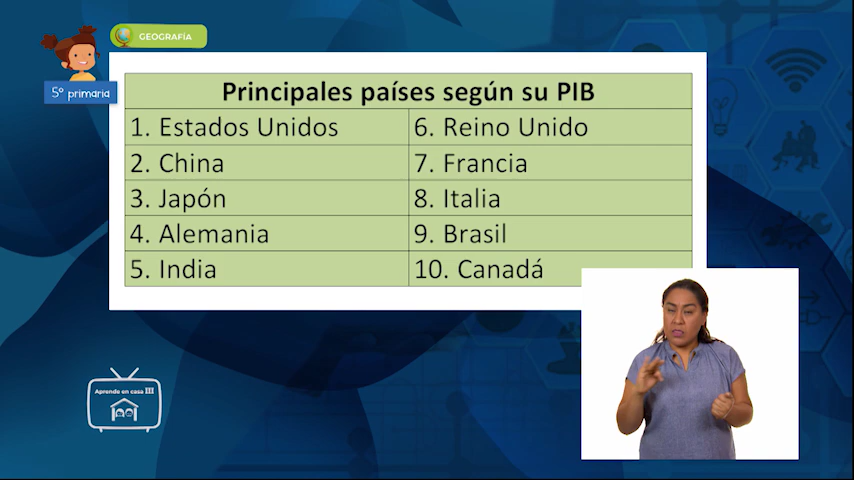 GEOGRAFÍA
5° primaria
Principales países según su PIB
1. Estados Unidos
6. Reino Unido
2. China
7. Francia
3. Japón
8. Italia
4. Alemania
9. Brasil
5. India
10. Canadá
Aprende en casa III